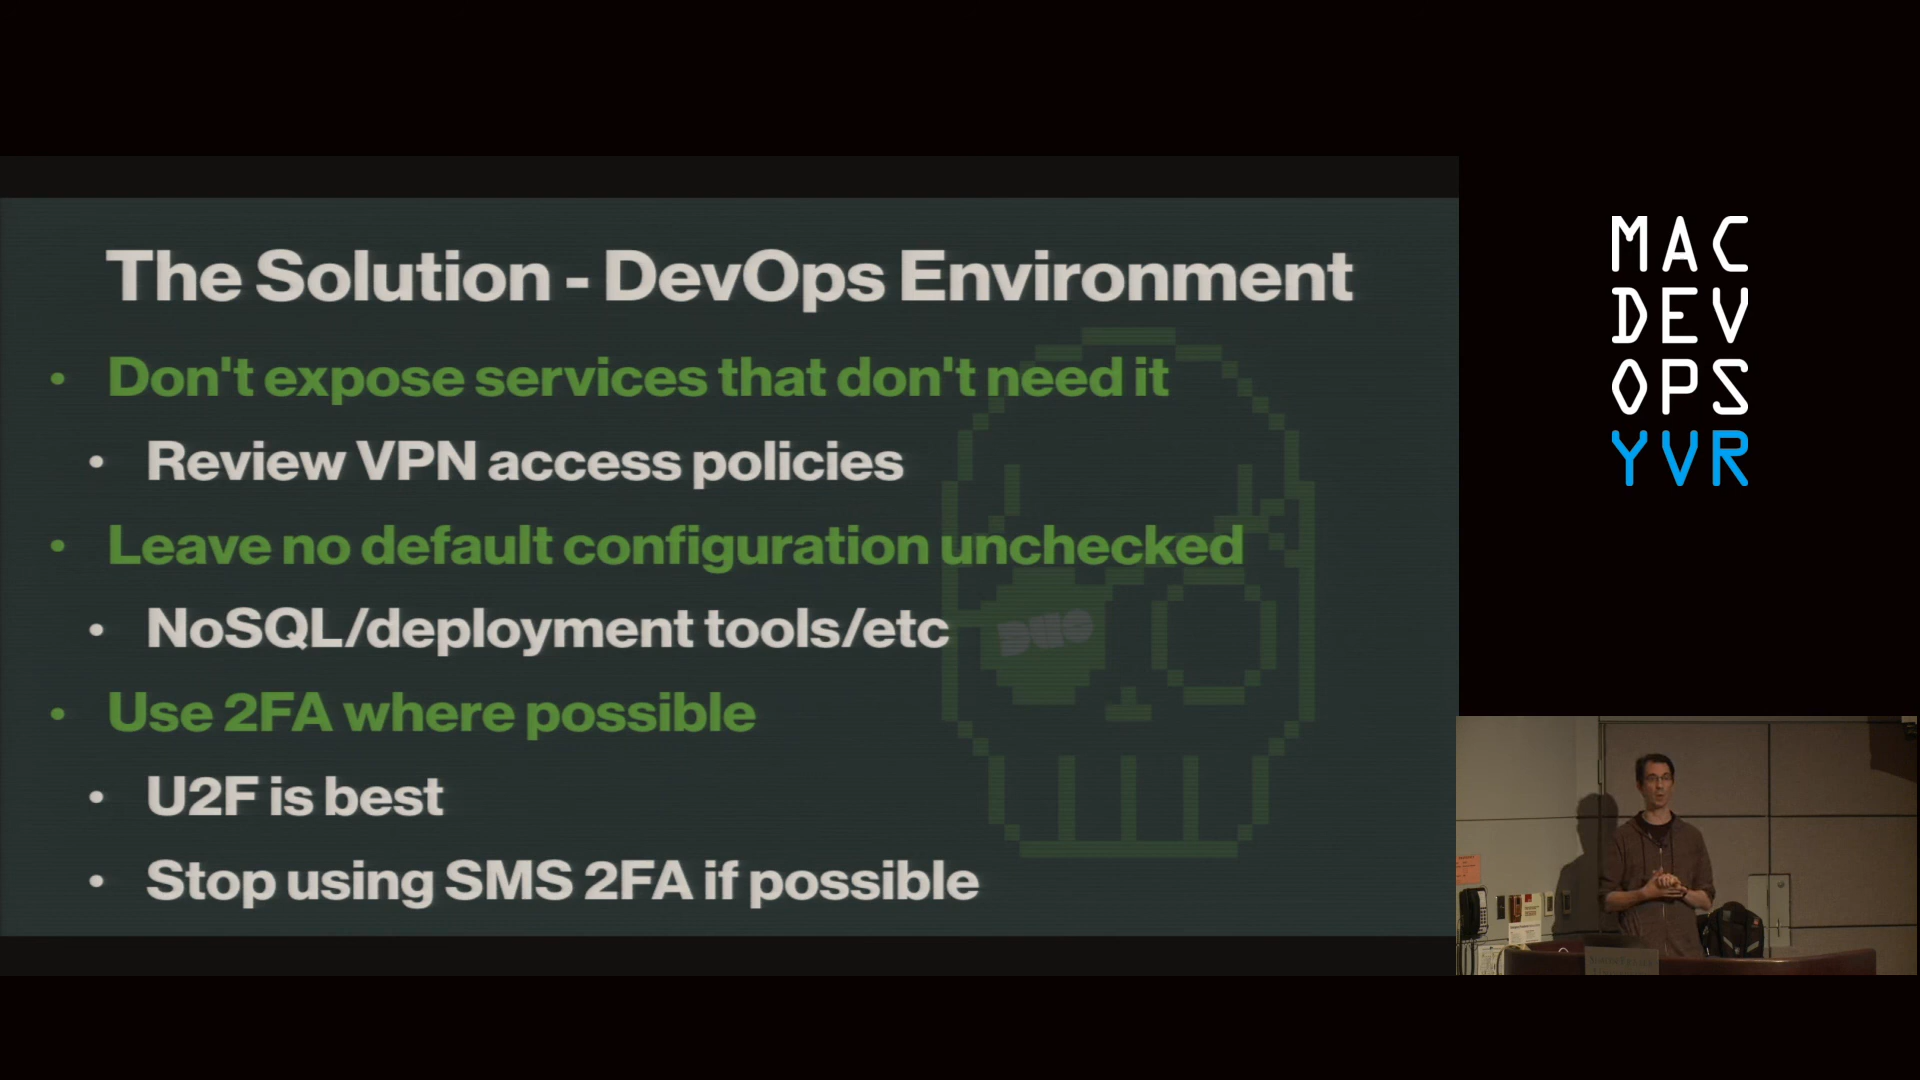 The Solution - DevOps Environment
• Don't expose services that don't need it
• Review VPN access policies
• Leave no default configuration unchecked
• NoSQL/deployment tools/etc
• Use 2FA where possible
• U2F is best
• Stop using SMS 2FA if possible
DUO
MAC
DEV
OPS
YVR